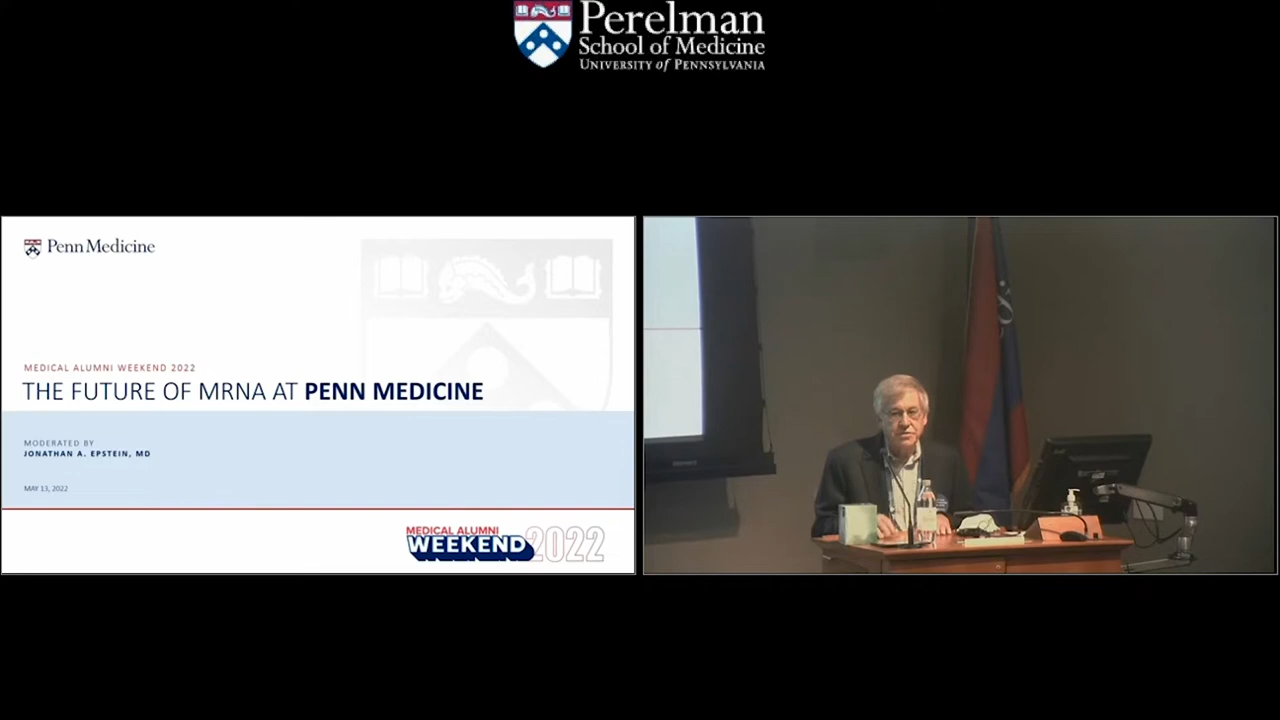 Perelman
School of Medicine
UNIVERSITY of PENNSYLVANIA
Penn Medicine
MEDICAL ALUMNI WEEKEND 2022
THE FUTURE OF MRNA AT PENN MEDICINE
MODERATED BY
JONATHAN A. EPSTEIN, MD
MAY 13, 2022
MEDICAL ALUMNI
WEEKEND 2022